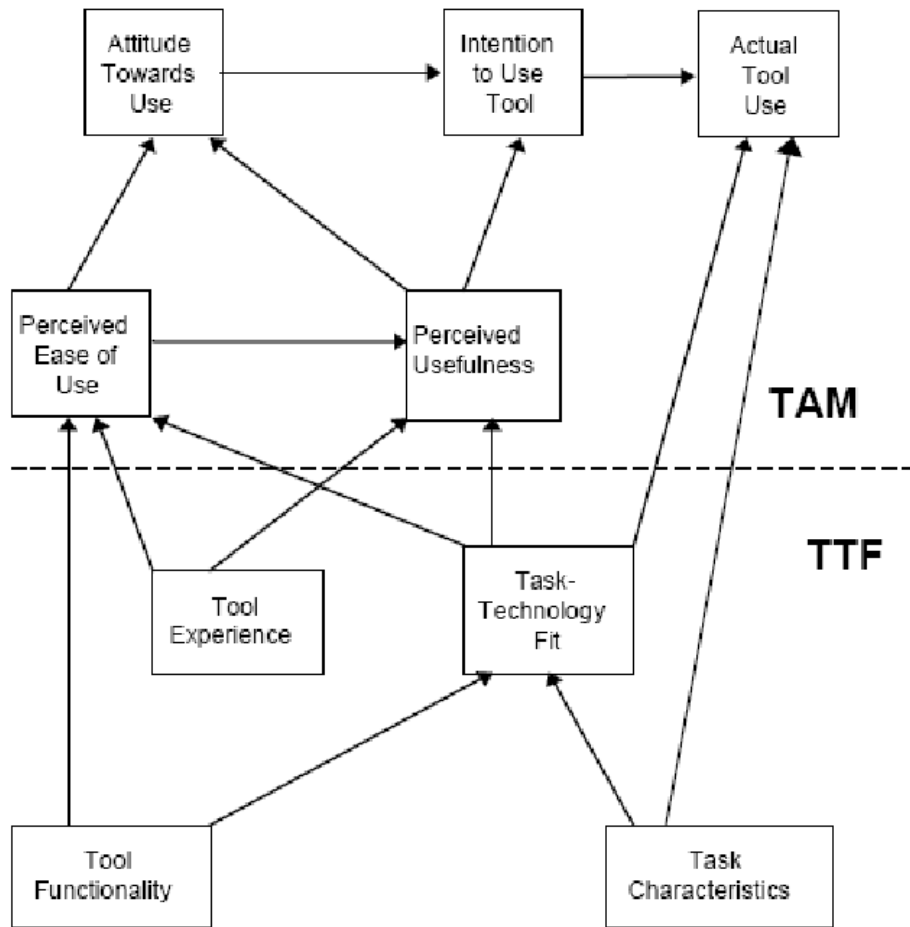 Attitude
Towards
Use
Intention
to Use
Tool
Actual
Tool
Use
Perceived
Ease of
Use
Perceived
Usefulness
TAM
TTF
Tool
Experience
Task-
Technology
Fit
Tool
Functionality
Task
Characteristics